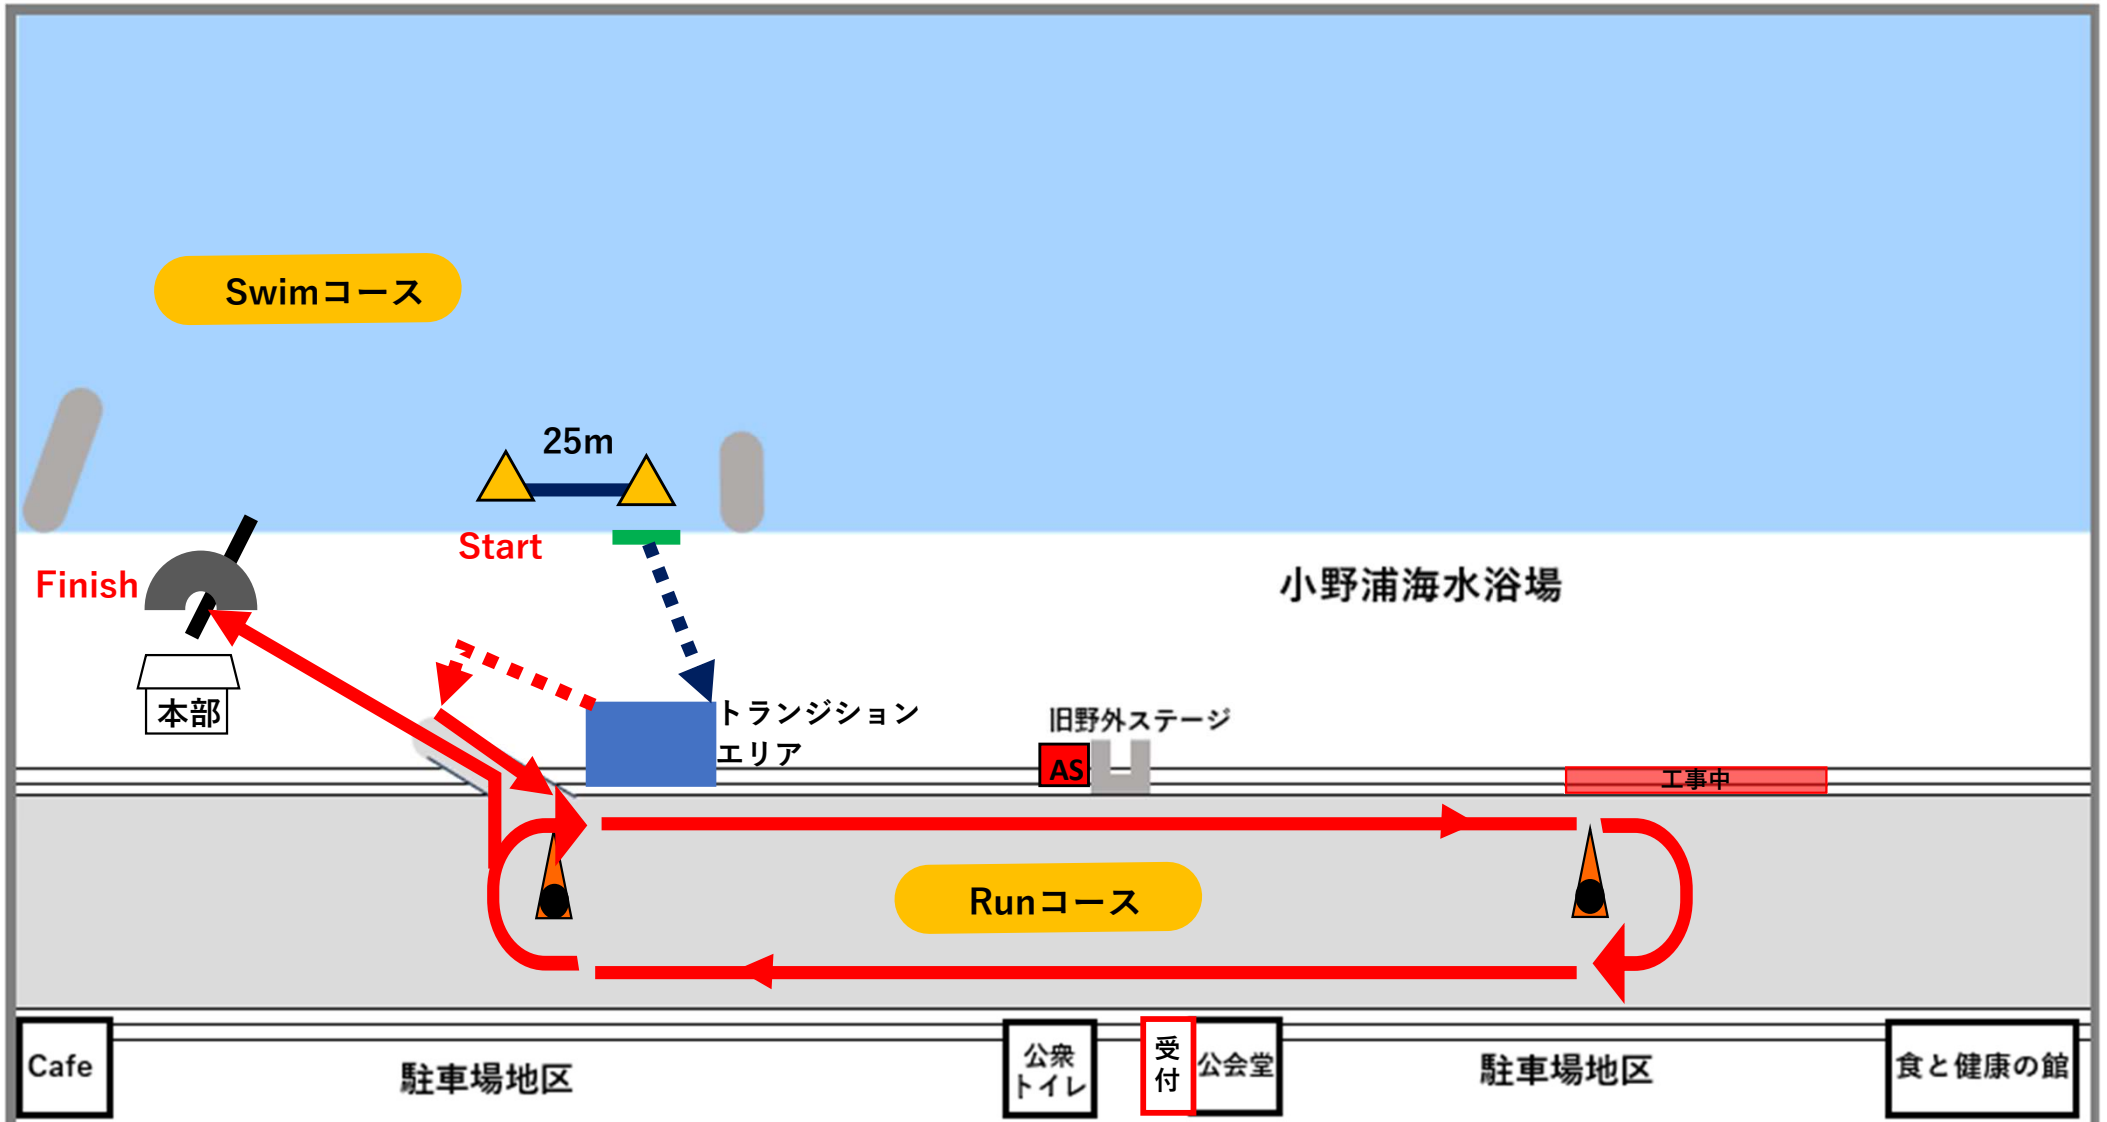 Swimコース
25m
Start
Finish
小野浦海水浴場
本部
トランジション
エリア
旧野外ステージ
AS
工事中
Runコース
Cafe
駐車場地区
公衆
トイレ
受
付
公会堂
駐車場地区
食と健康の館